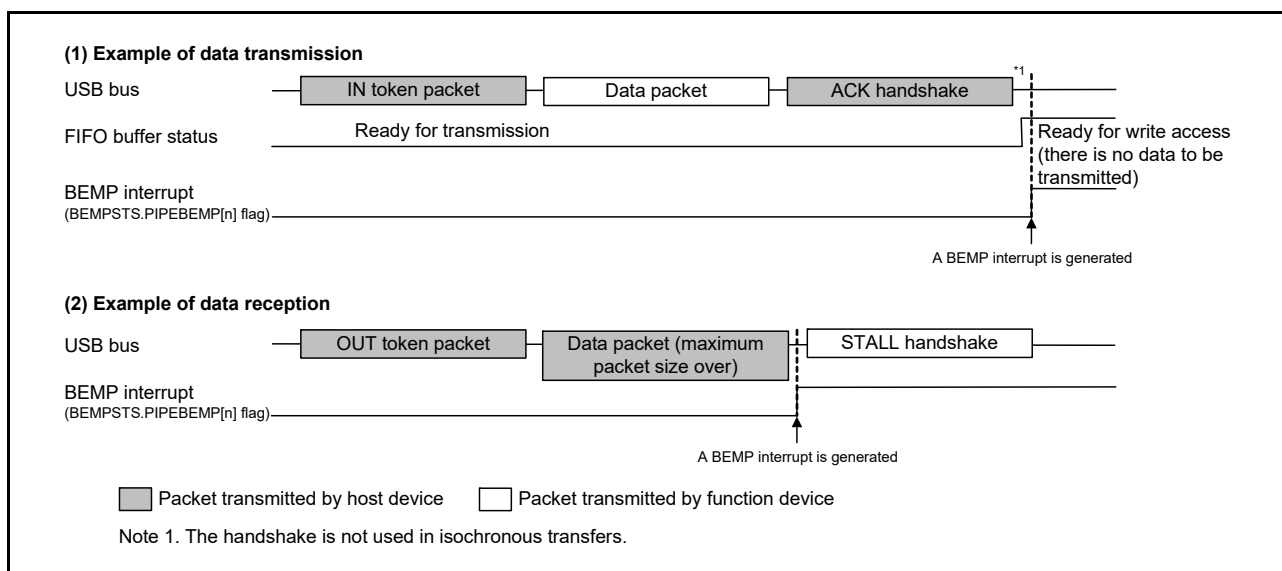 (1) Example of data transmission
*1
USB bus
IN token packet
Data packet
ACK handshake
FIFO buffer status
Ready for transmission
Ready for write access
(there is no data to be
transmitted)
BEMP interrupt
(BEMPSTS.PIPEBEMP[n] flag)
A BEMP interrupt is generated
(2) Example of data reception
USB bus
OUT token packet
Data packet (maximum
packet size over)
STALL handshake
BEMP interrupt
(BEMPSTS.PIPEBEMP[n] flag)
A BEMP interrupt is generated
Packet transmitted by host device
Packet transmitted by function device
Note 1. The handshake is not used in isochronous transfers.